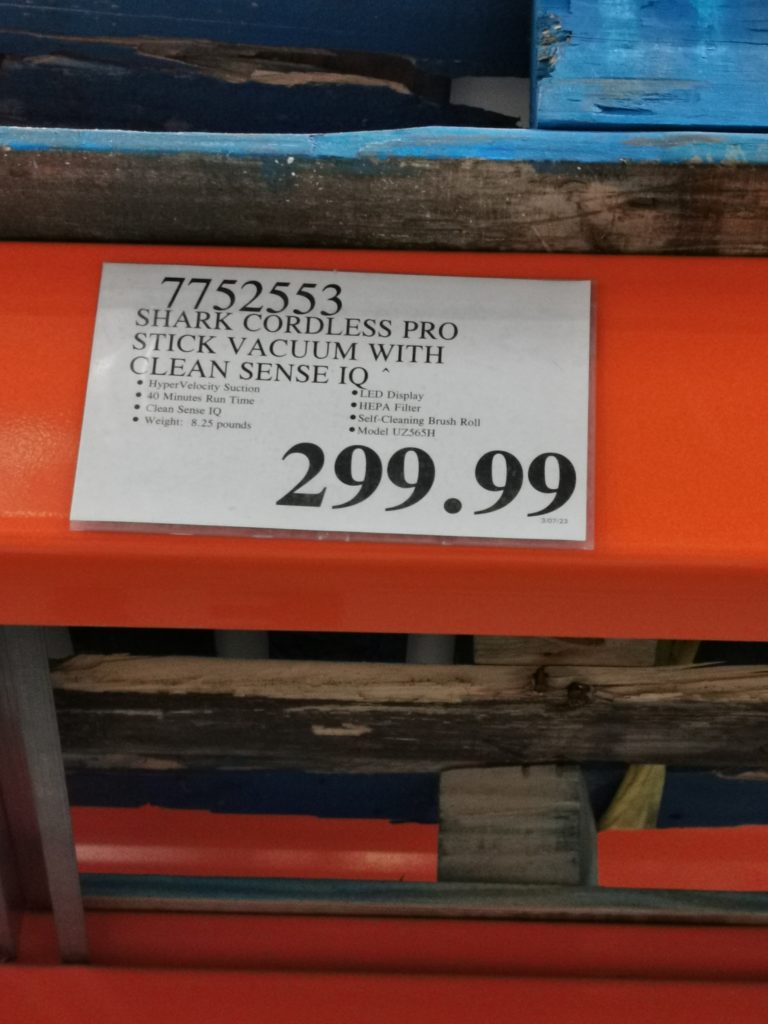 7752553
SHARK CORDLESS PRO
STICK VACUUM WITH
CLEAN SENSE IQ ^
• HyperVelocity Suction
• 40 Minutes Run Time
• Clean Sense IQ
• Weight: 8.25 pounds
• LED Display
• HEPA Filter
• Self-Cleaning Brush Roll
• Model UZ565H
299.99
3/07/23